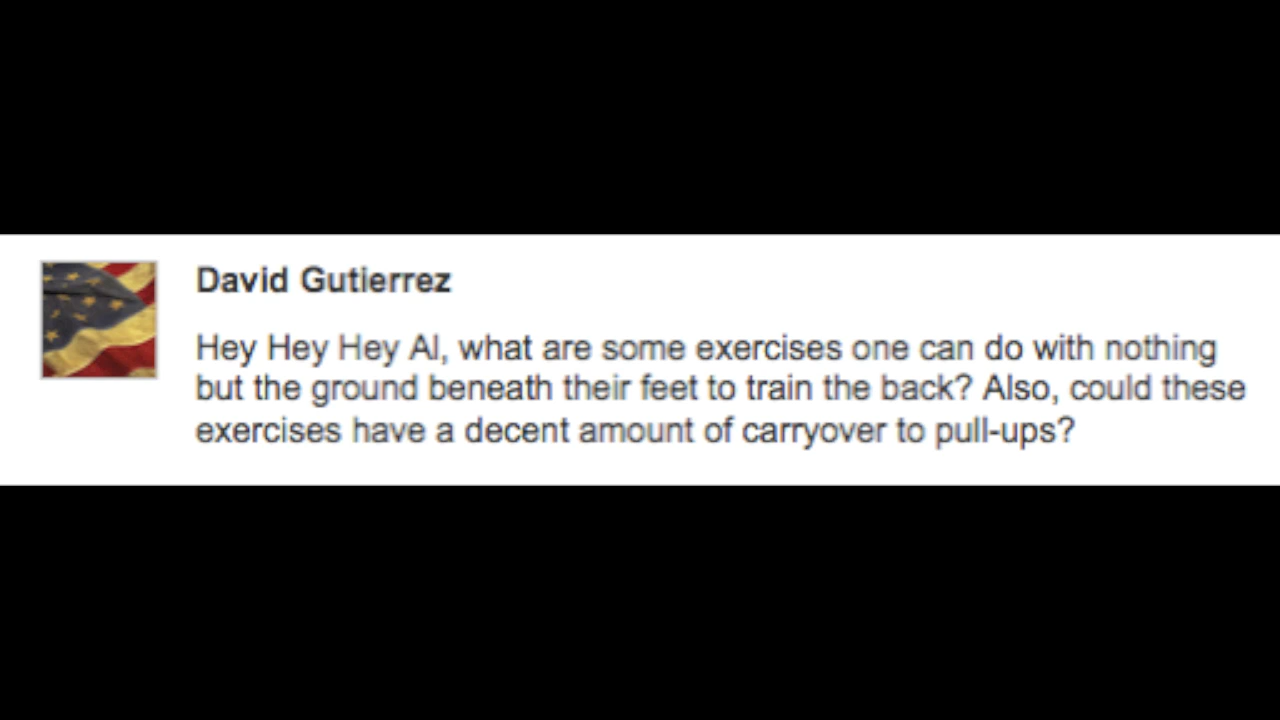 David Gutierrez
Hey Hey Hey Al, what are some exercises one can do with nothing
but the ground beneath their feet to train the back? Also, could these
exercises have a decent amount of carryover to pull-ups?